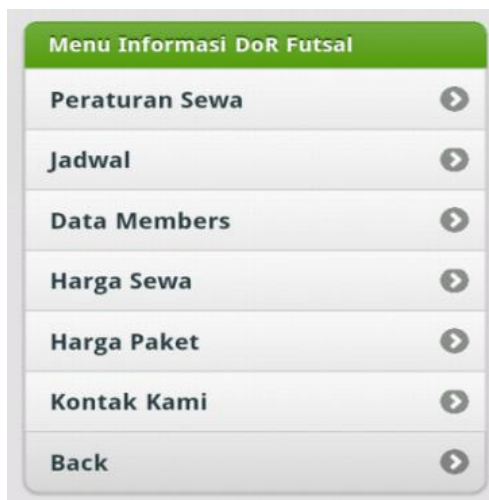 Menu Informasi DoR Futsal
Peraturan Sewa
Jadwal
Data Members
Harga Sewa
Harga Paket
Kontak Kami
Back